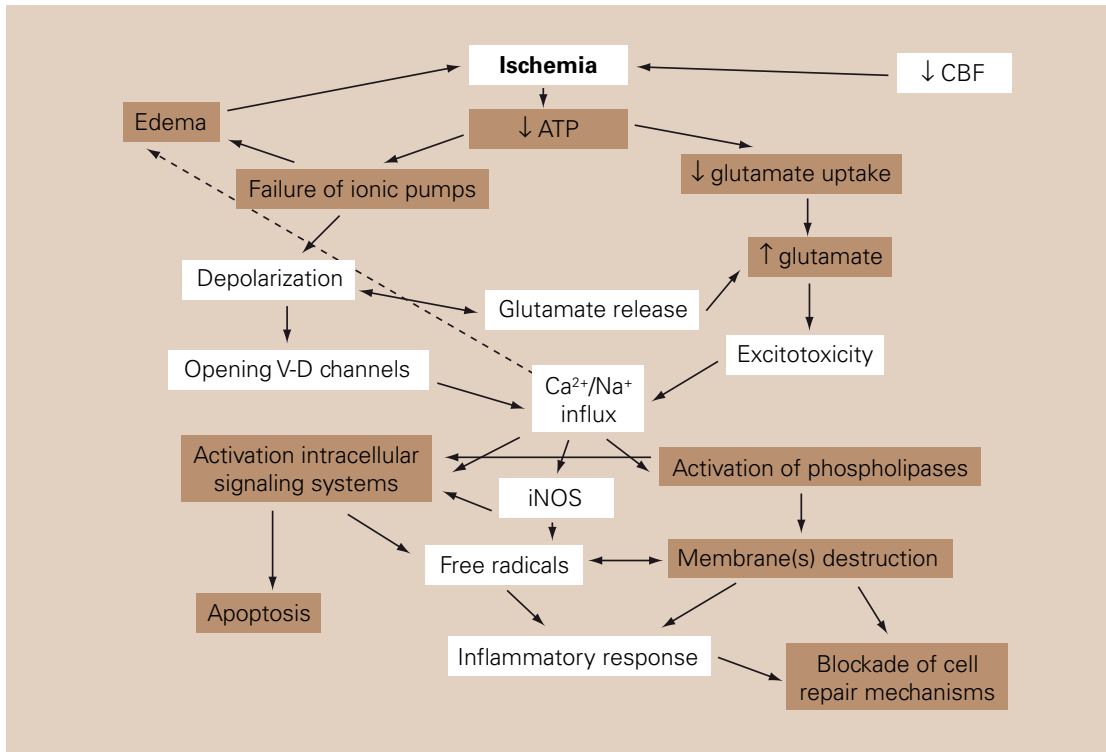 Ischemia
↓ CBF
Edema
↓ ATP
↓ glutamate uptake
Failure of ionic pumps
↑ glutamate
Depolarization
Glutamate release
Excitotoxicity
Opening V-D channels
Ca²⁺/Na⁺
influx
Activation intracellular
signaling systems
Activation of phospholipases
iNOS
Free radicals
Membrane(s) destruction
Apoptosis
Inflammatory response
Blockade of cell
repair mechanisms